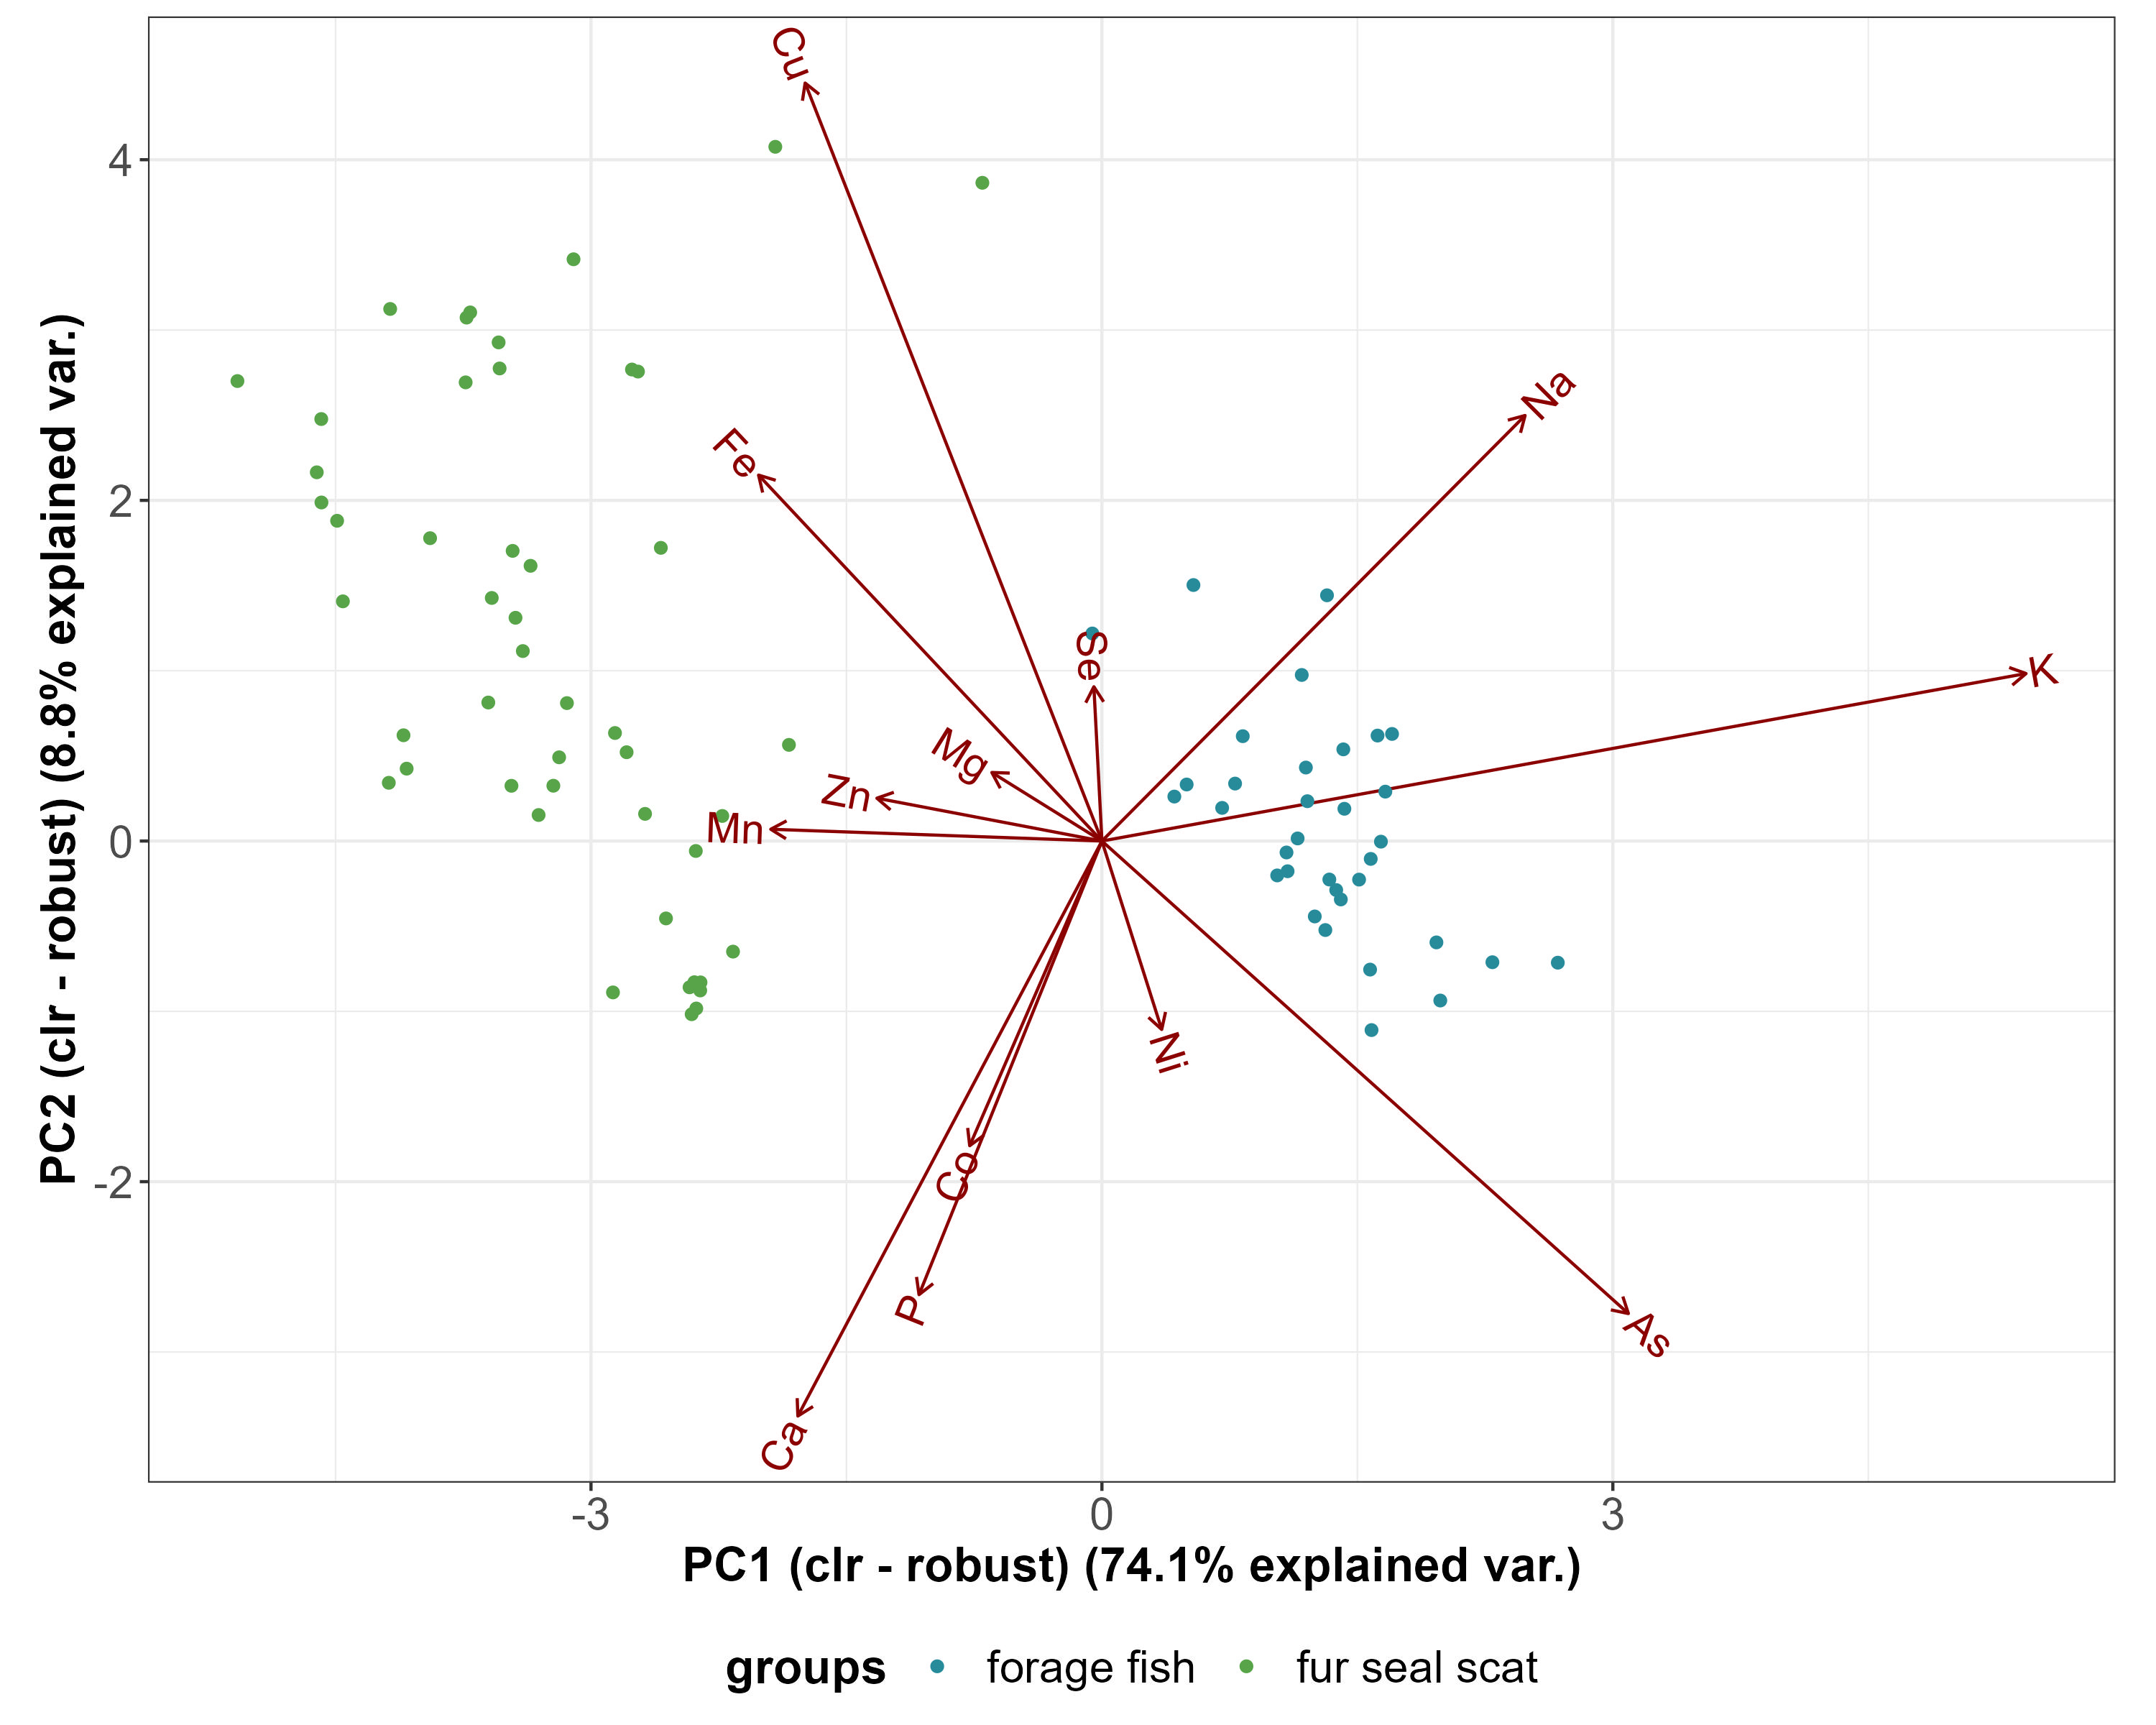 Cu
4
Na
Fe
2
Se
K
Mg
Zn
Mn
0
Ni
Co
-2
P
As
Ca
PC2 (clr - robust) (8.8% explained var.)
-3 0 3
PC1 (clr - robust) (74.1% explained var.)
groups forage fish fur seal scat